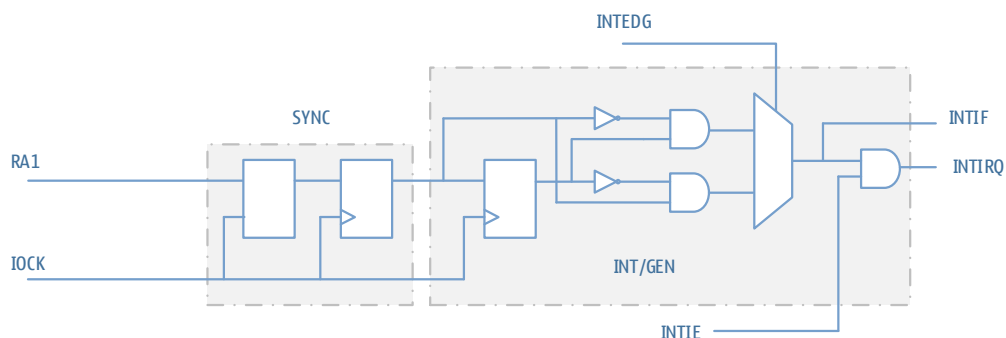 INTEDG
SYNC
INTIF
RA1
INTIRQ
IOCK
INT/GEN
INTIE